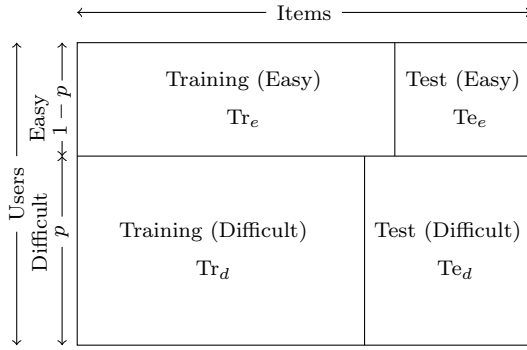 Items
Users
Easy
1 − p
Training (Easy)
Tr_e
Test (Easy)
Te_e
Difficult
p
Training (Difficult)
Tr_d
Test (Difficult)
Te_d